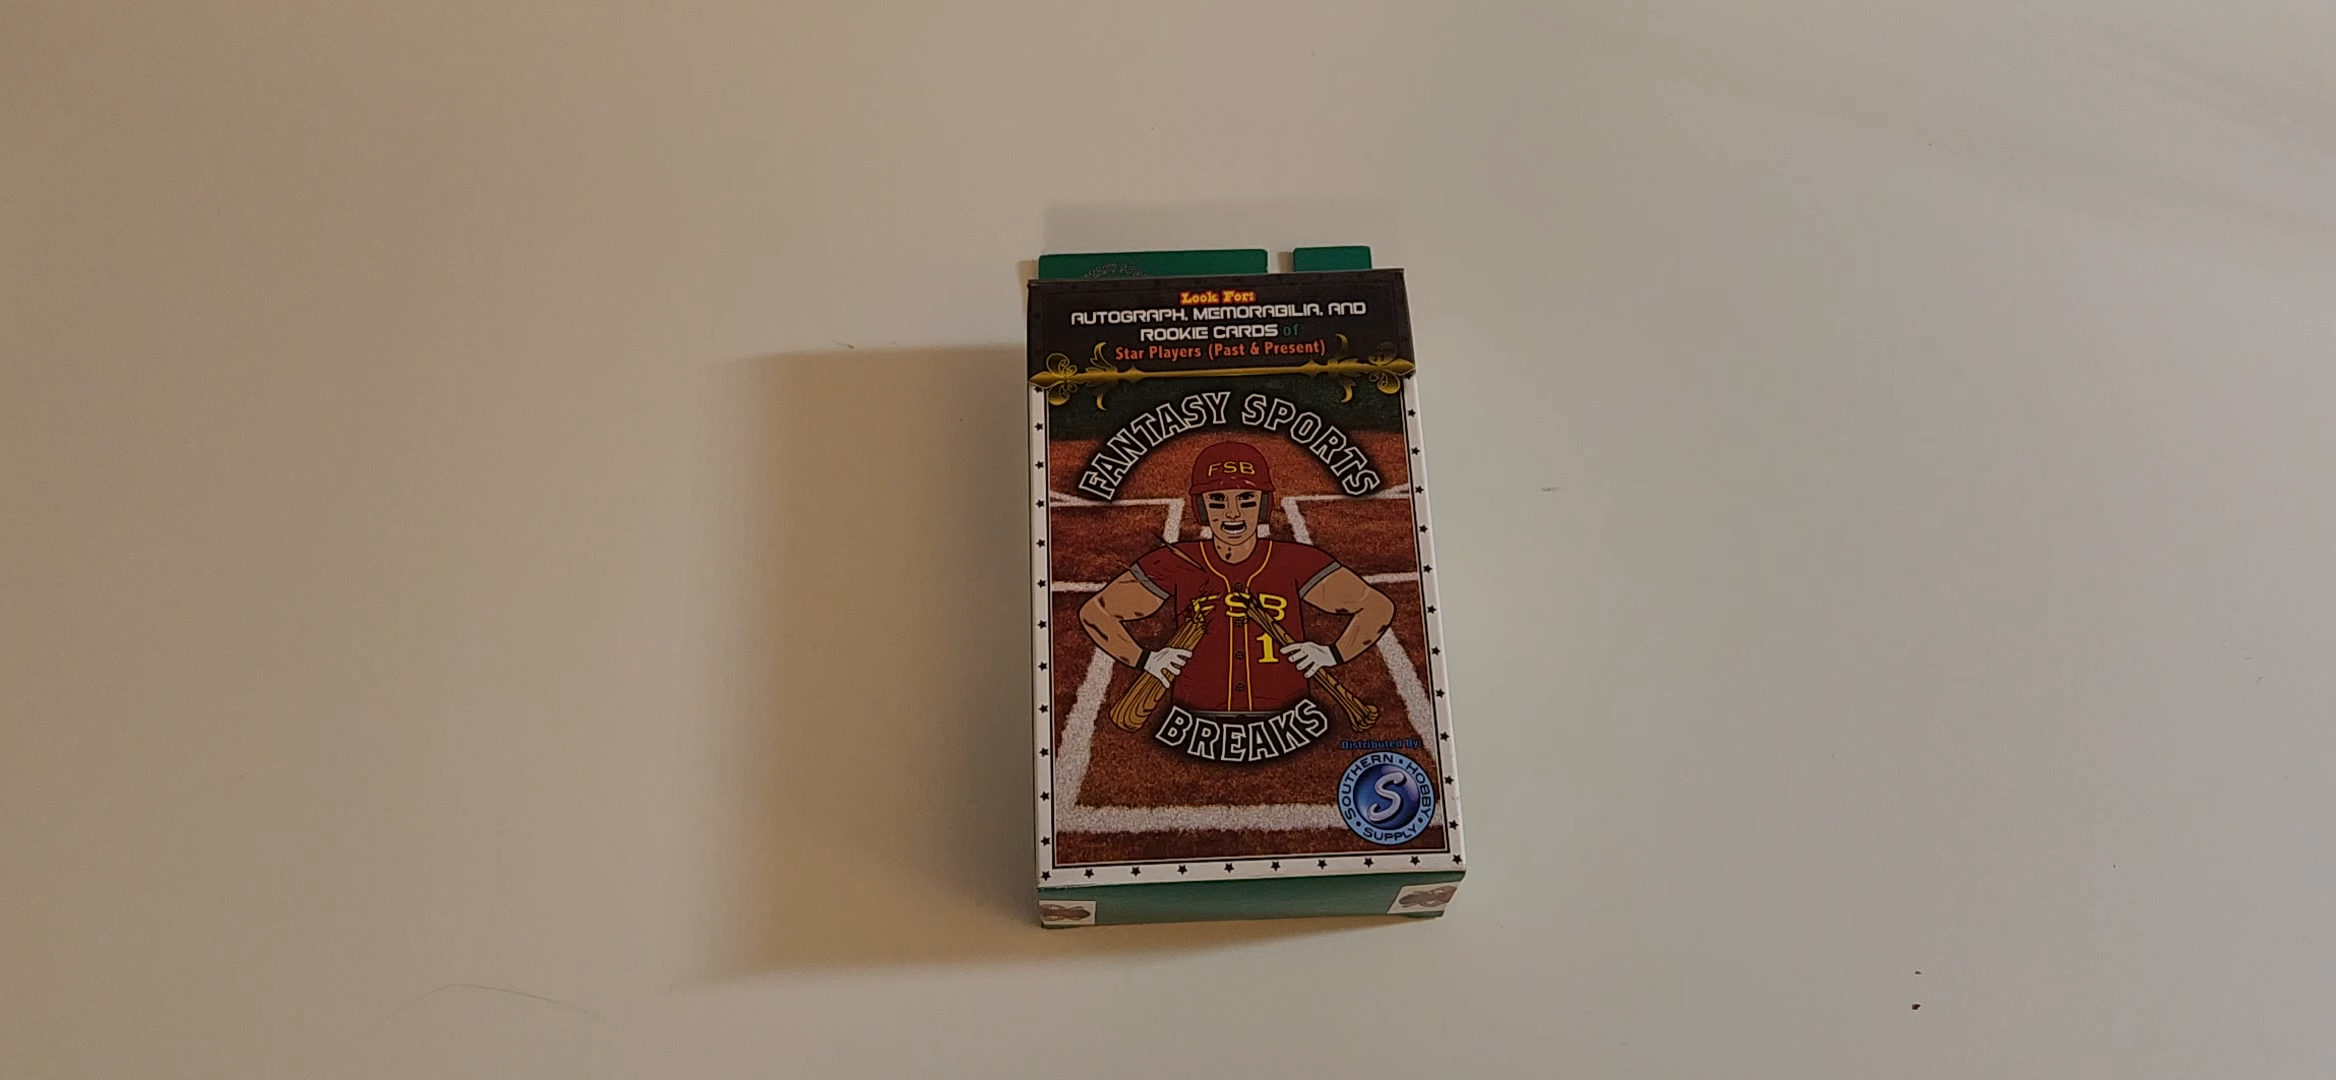 Look For:
AUTOGRAPH, MEMORABILIA, AND
ROOKIE CARDS of
Star Players (Past & Present)
FANTASY SPORTS
FSB
FSB
1
BREAKS
Distributed By:
SOUTHERN • HOBBY • SUPPLY •
S